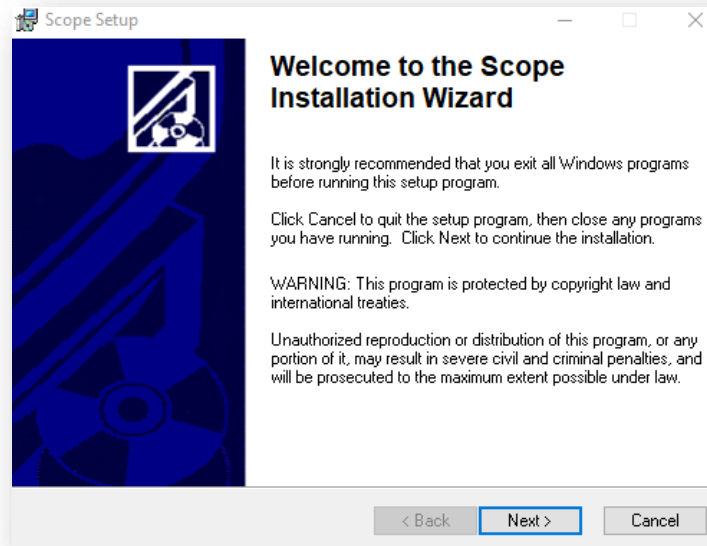 Scope Setup
Welcome to the Scope
Installation Wizard
It is strongly recommended that you exit all Windows programs
before running this setup program.
Click Cancel to quit the setup program, then close any programs
you have running.  Click Next to continue the installation.
WARNING: This program is protected by copyright law and
international treaties.
Unauthorized reproduction or distribution of this program, or any
portion of it, may result in severe civil and criminal penalties, and
will be prosecuted to the maximum extent possible under law.
< Back Next > Cancel